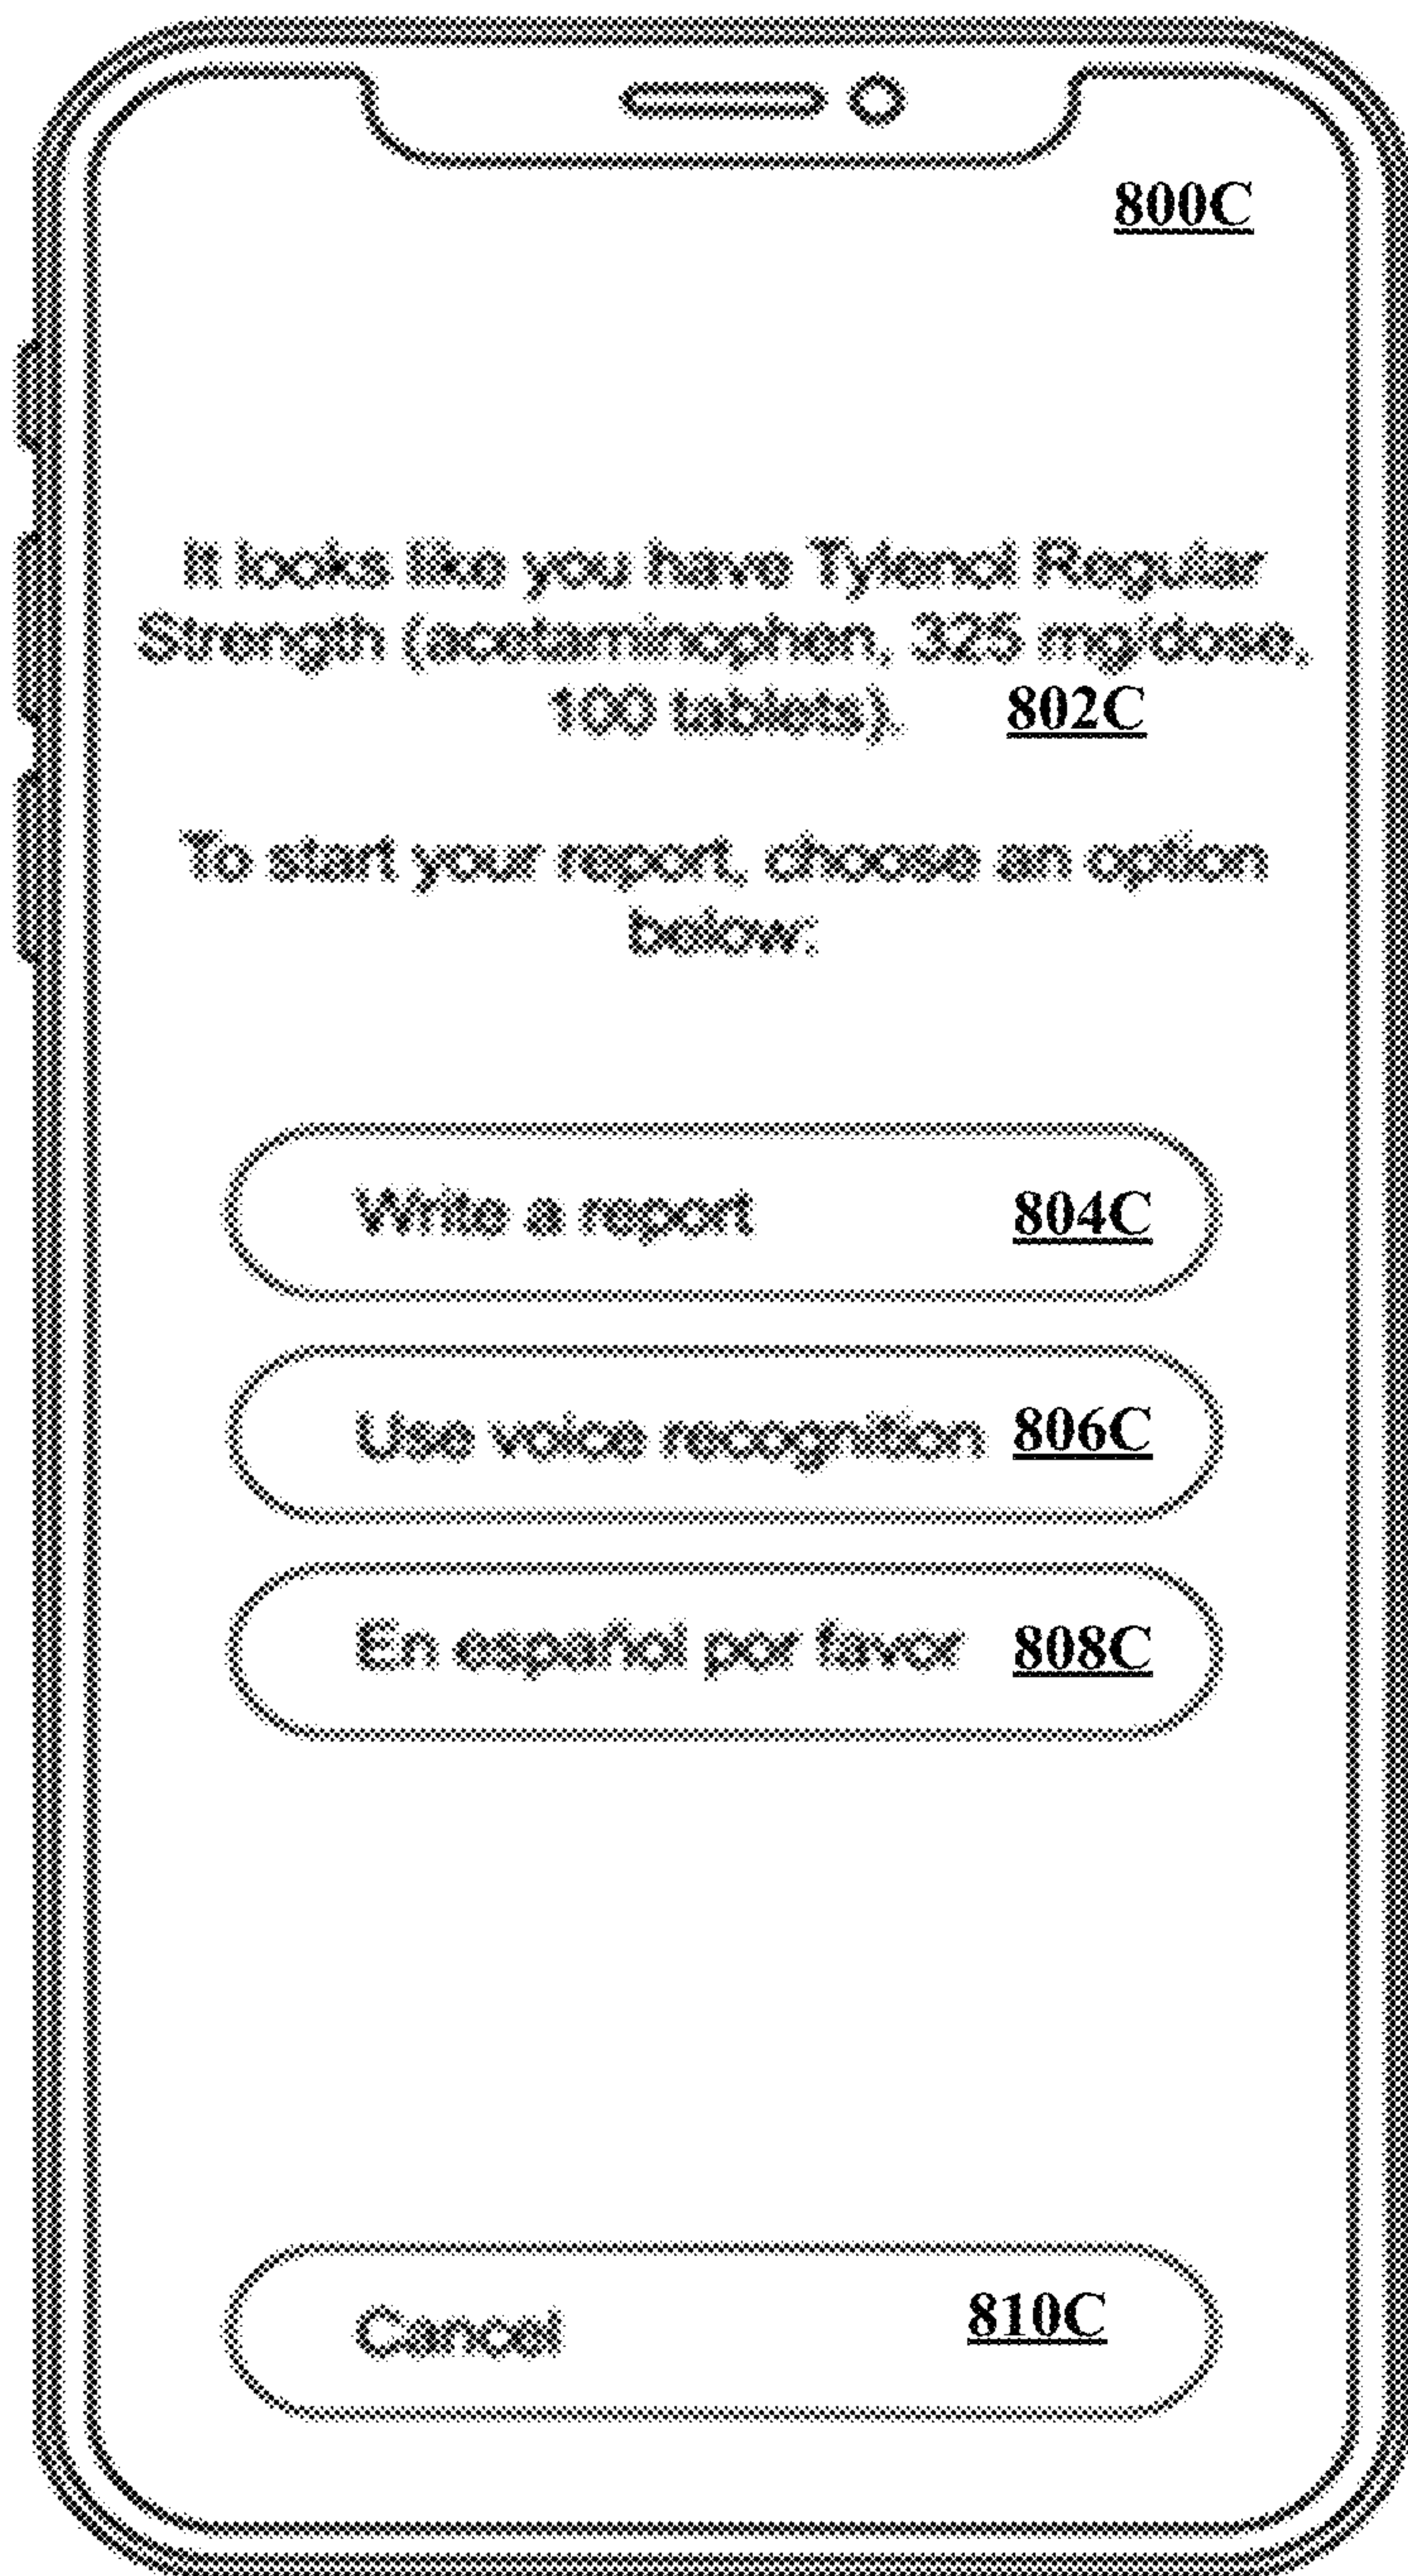 800C
It looks like you have Tylenol Regular
Strength (acetaminophen, 325 mg/dose,
100 tablets). 802C
To start your report, choose an option
below:
Write a report 804C
Use voice recognition 806C
En español por favor 808C
Cancel 810C